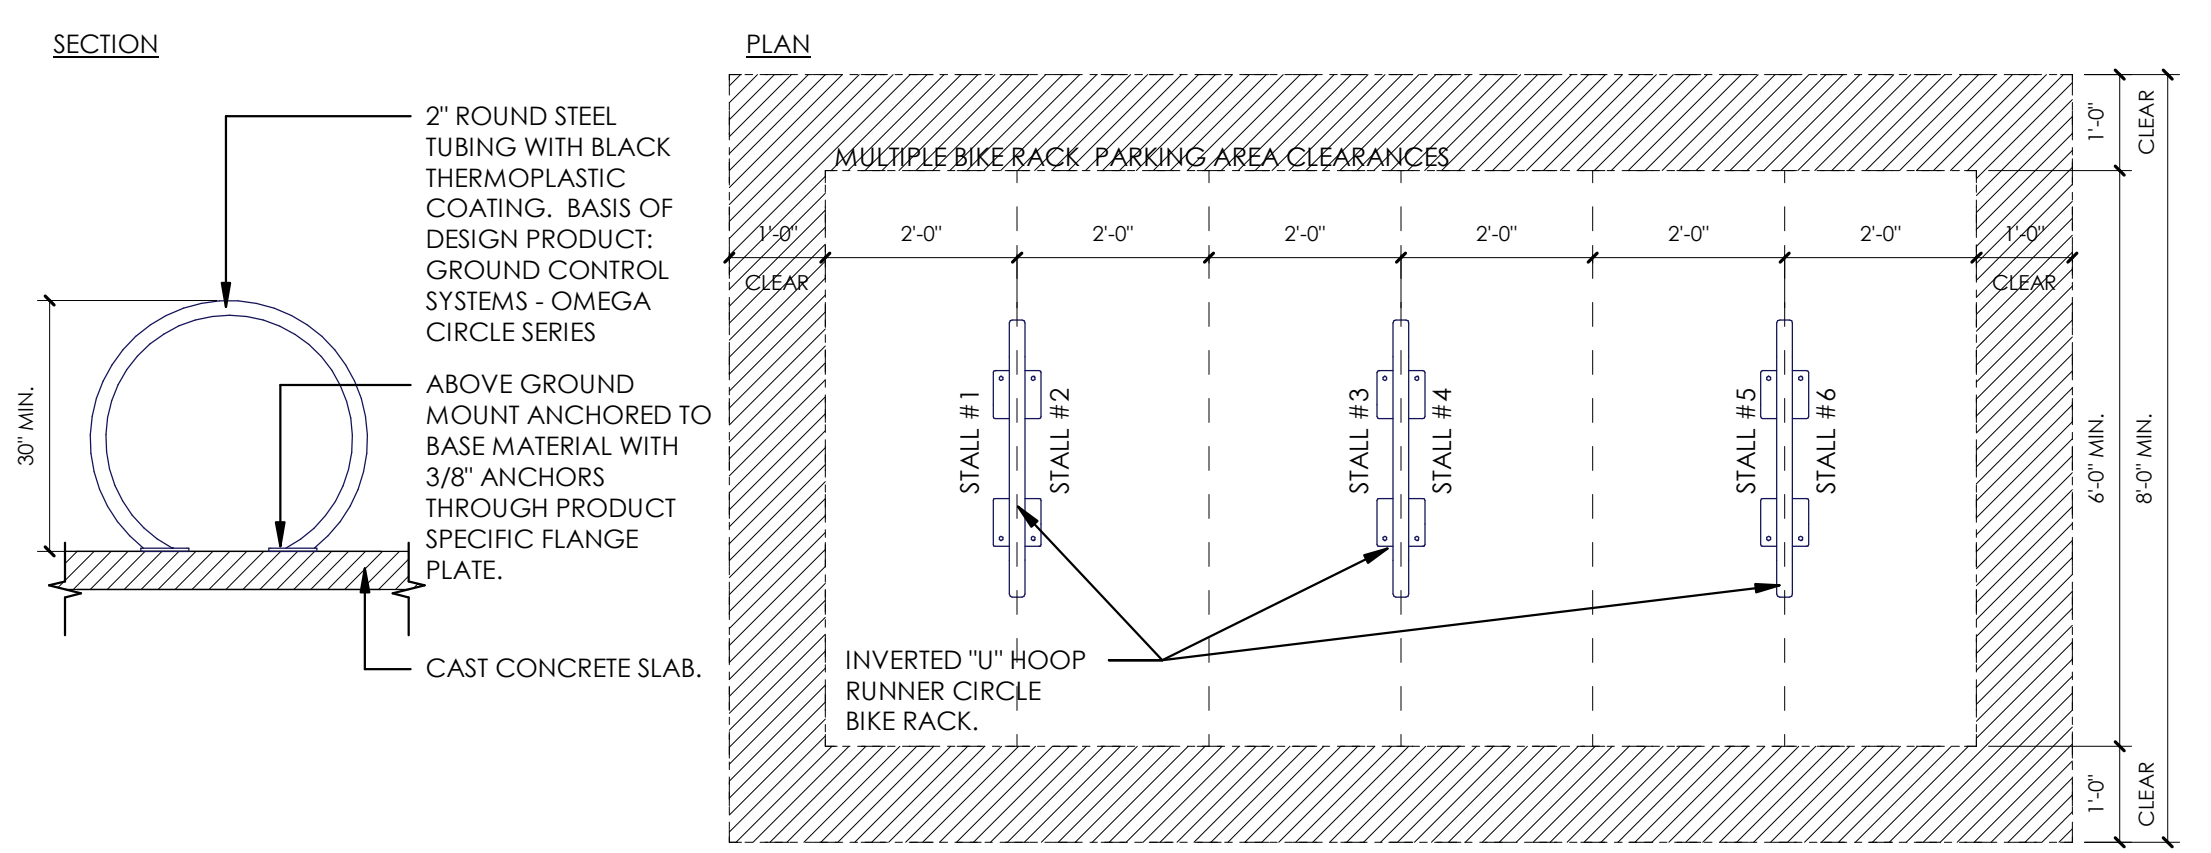 SECTION
2" ROUND STEEL
TUBING WITH BLACK
THERMOPLASTIC
COATING.  BASIS OF
DESIGN PRODUCT:
GROUND CONTROL
SYSTEMS - OMEGA
CIRCLE SERIES
ABOVE GROUND
MOUNT ANCHORED TO
BASE MATERIAL WITH
3/8" ANCHORS
THROUGH PRODUCT
SPECIFIC FLANGE
PLATE.
CAST CONCRETE SLAB.
30" MIN.
PLAN
MULTIPLE BIKE RACK  PARKING AREA CLEARANCES
1'-0"
CLEAR
2'-0"
2'-0"
2'-0"
2'-0"
2'-0"
2'-0"
1'-0"
CLEAR
STALL #1
STALL #2
STALL #3
STALL #4
STALL #5
STALL #6
INVERTED "U" HOOP
RUNNER CIRCLE
BIKE RACK.
1'-0"
CLEAR
6'-0" MIN.
8'-0" MIN.
1'-0"
CLEAR